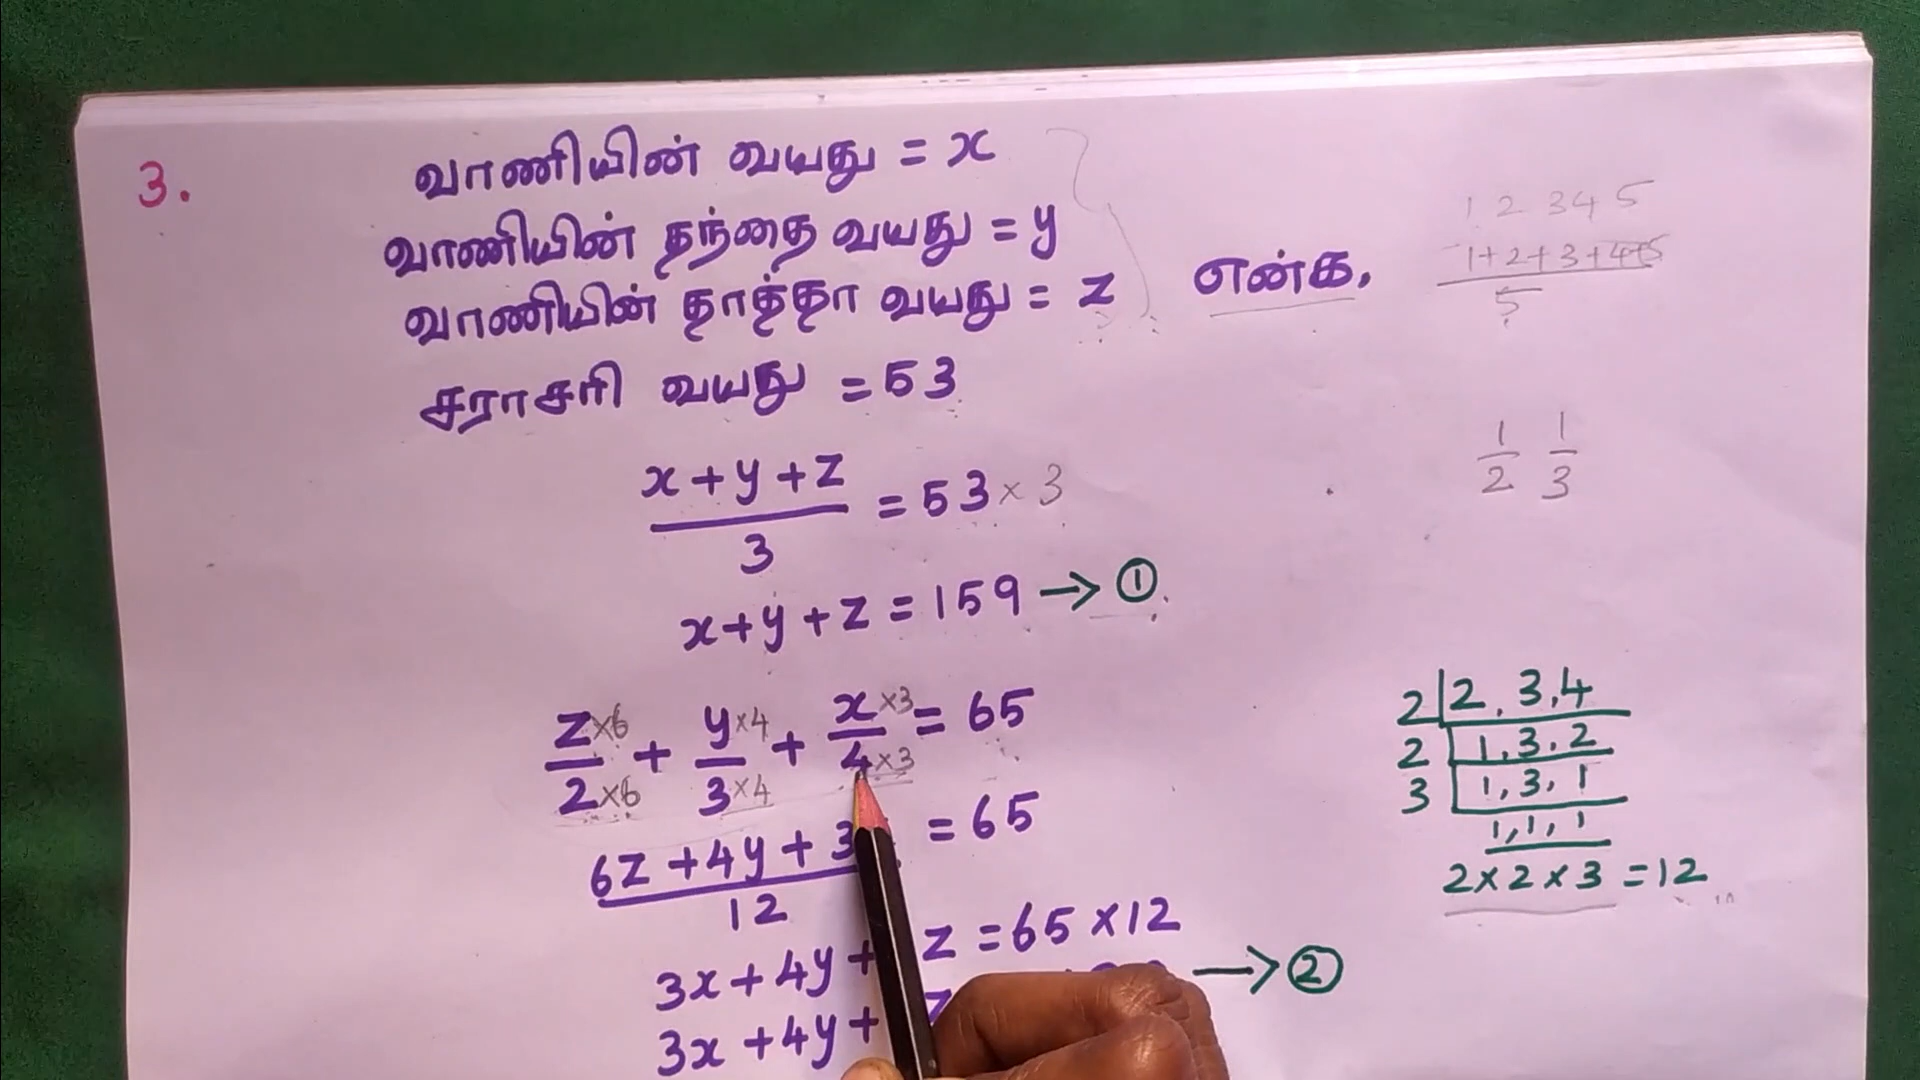 3.
வாணியின் வயது = x
வாணியின் தந்தை வயது = y
வாணியின் தாத்தா வயது = z
என்க.
சராசரி வயது = 53
x+y+z
3
= 53 × 3
x+y+z = 159 → ①
z×6 y×4 x×3
+ + = 65
2×6 3×4 4×3
6z +4y+3 = 65
12
3x+4y+ z = 65 ×12
3x +4y+ z → ②
1 2 3 4 5
1+2+3+4+5
5
1 1
2 3
2 2, 3, 4
2 1, 3, 2
3 1, 3, 1
1, 1, 1
2×2×3 = 12